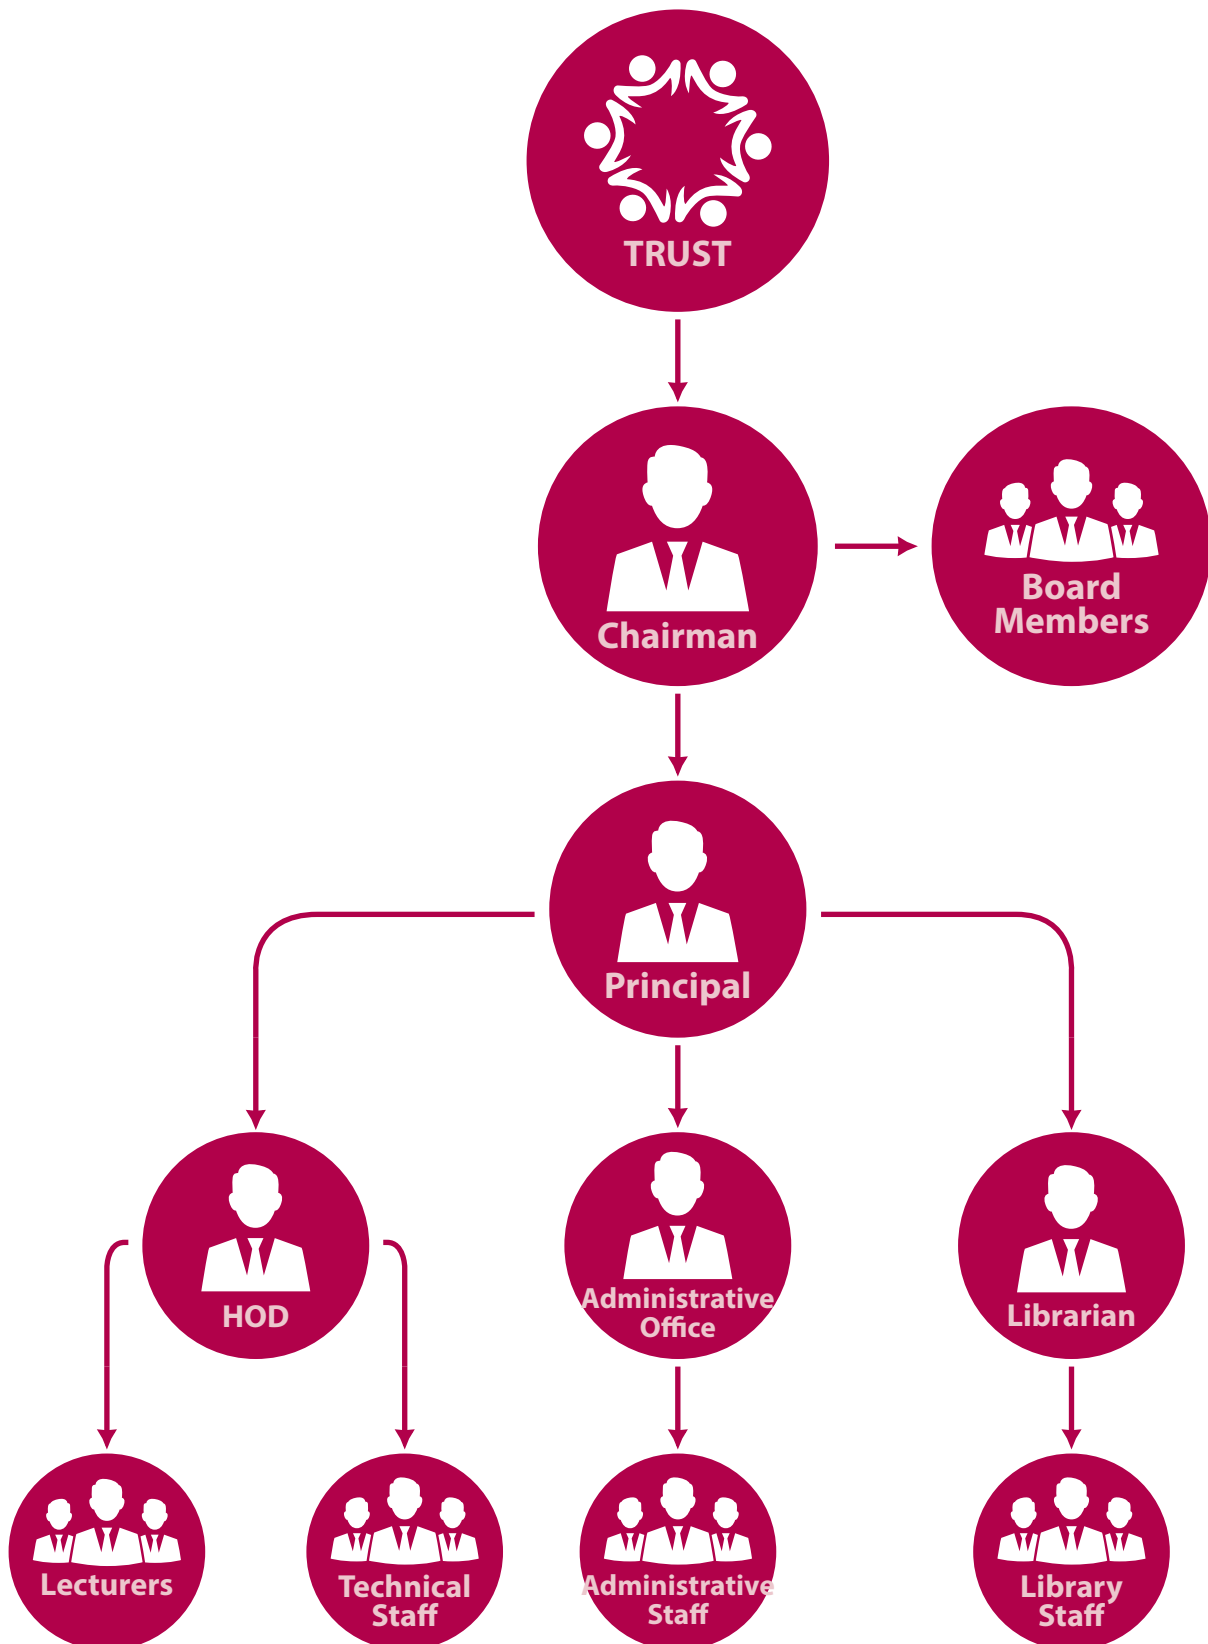 TRUST
Chairman
Board
Members
Principal
HOD
Administrative
Office
Librarian
Lecturers
Technical
Staff
Administrative
Staff
Library
Staff